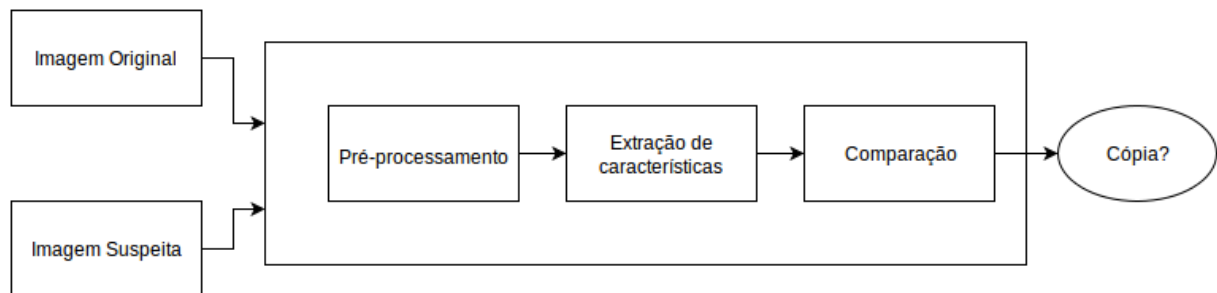 Imagem Original
Pré-processamento
Extração de
características
Comparação
Cópia?
Imagem Suspeita